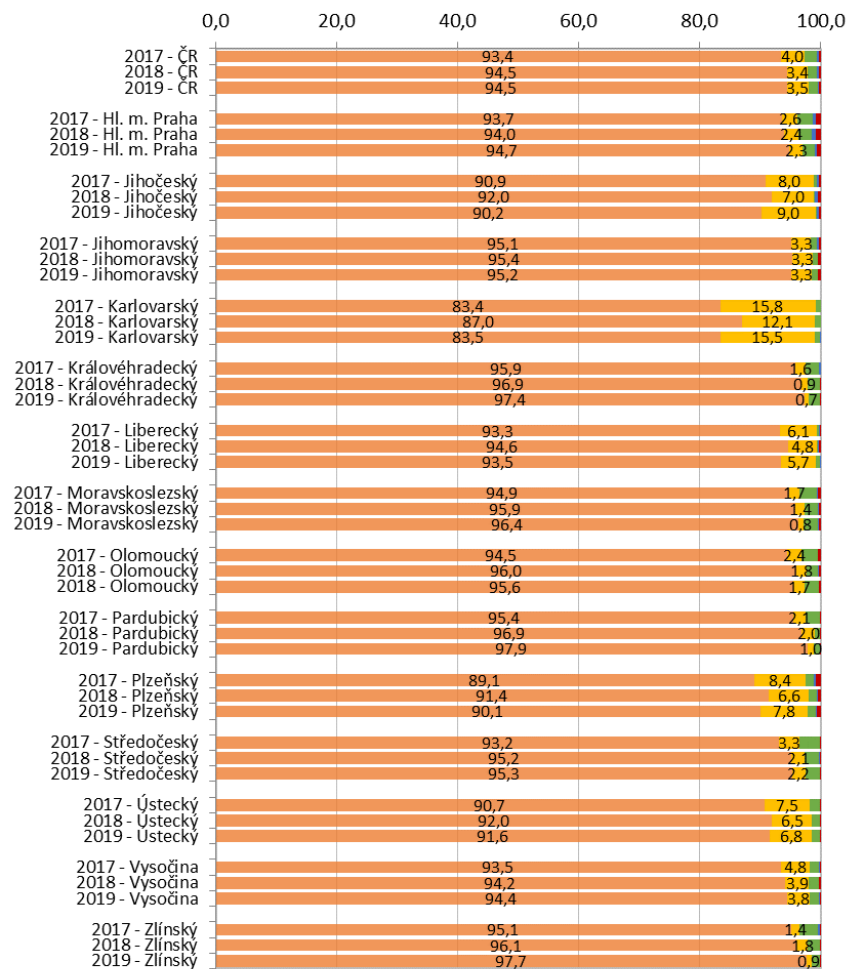 0,0 20,0 40,0 60,0 80,0 100,0
2017 - ČR 93,4 4,0
2018 - ČR 94,5 3,4
2019 - ČR 94,5 3,5
2017 - Hl. m. Praha 93,7 2,6
2018 - Hl. m. Praha 94,0 2,4
2019 - Hl. m. Praha 94,7 2,3
2017 - Jihočeský 90,9 8,0
2018 - Jihočeský 92,0 7,0
2019 - Jihočeský 90,2 9,0
2017 - Jihomoravský 95,1 3,3
2018 - Jihomoravský 95,4 3,3
2019 - Jihomoravský 95,2 3,3
2017 - Karlovarský 83,4 15,8
2018 - Karlovarský 87,0 12,1
2019 - Karlovarský 83,5 15,5
2017 - Královéhradecký 95,9 1,6
2018 - Královéhradecký 96,9 0,9
2019 - Královéhradecký 97,4 0,7
2017 - Liberecký 93,3 6,1
2018 - Liberecký 94,6 4,8
2019 - Liberecký 93,5 5,7
2017 - Moravskoslezský 94,9 1,7
2018 - Moravskoslezský 95,9 1,4
2019 - Moravskoslezský 96,4 0,8
2017 - Olomoucký 94,5 2,4
2018 - Olomoucký 96,0 1,8
2018 - Olomoucký 95,6 1,7
2017 - Pardubický 95,4 2,1
2018 - Pardubický 96,9 2,0
2019 - Pardubický 97,9 1,0
2017 - Plzeňský 89,1 8,4
2018 - Plzeňský 91,4 6,6
2019 - Plzeňský 90,1 7,8
2017 - Středočeský 93,2 3,3
2018 - Středočeský 95,2 2,1
2019 - Středočeský 95,3 2,2
2017 - Ústecký 90,7 7,5
2018 - Ústecký 92,0 6,5
2019 - Ústecký 91,6 6,8
2017 - Vysočina 93,5 4,8
2018 - Vysočina 94,2 3,9
2019 - Vysočina 94,4 3,8
2017 - Zlínský 95,1 1,4
2018 - Zlínský 96,1 1,8
2019 - Zlínský 97,7 0,9